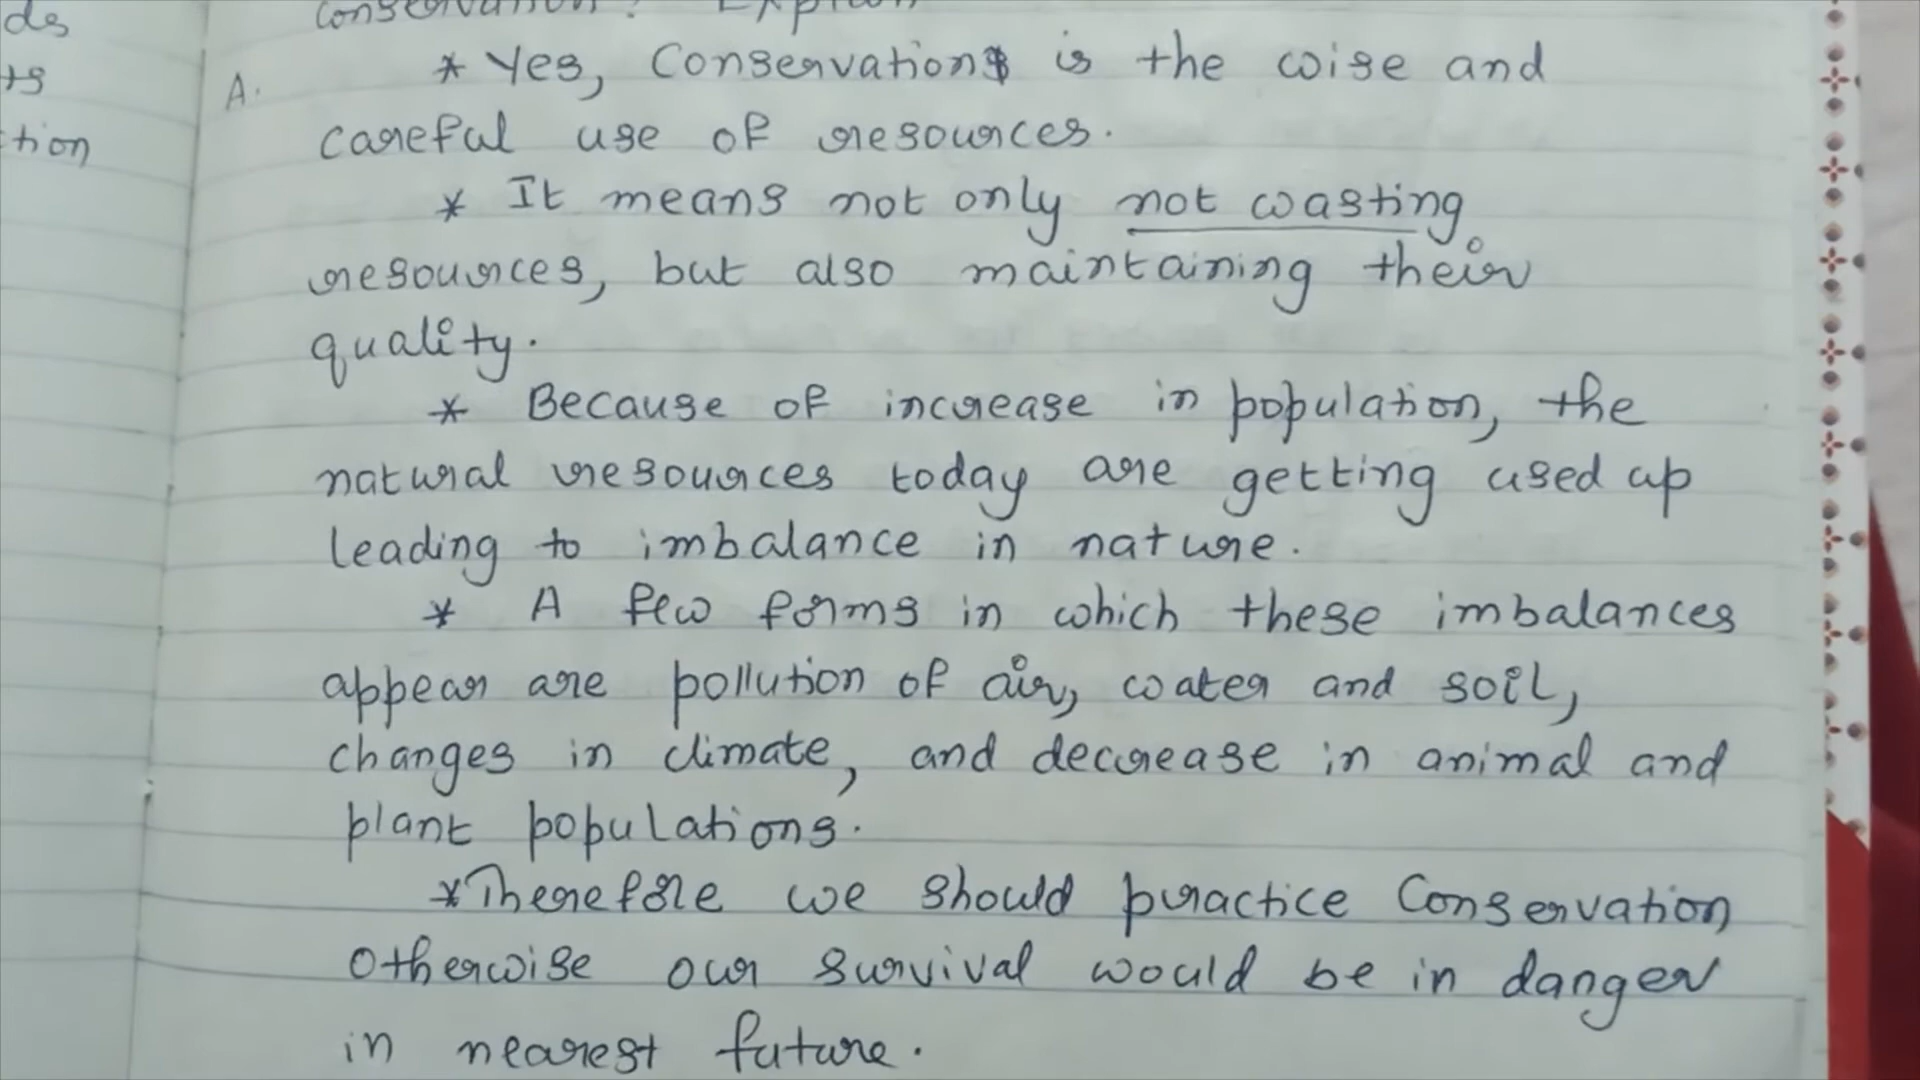 ds
ts
ction
conservation? Explain
A.
* Yes, Conservation is the wise and
careful use of resources.
* It means not only not wasting
resources, but also maintaining their
quality.
* Because of increase in population, the
natural resources today are getting used up
leading to imbalance in nature.
* A few forms in which these imbalances
appear are pollution of air, water and soil,
changes in climate, and decrease in animal and
plant populations.
* Therefore we should practice Conservation
Otherwise our survival would be in danger
in nearest future.